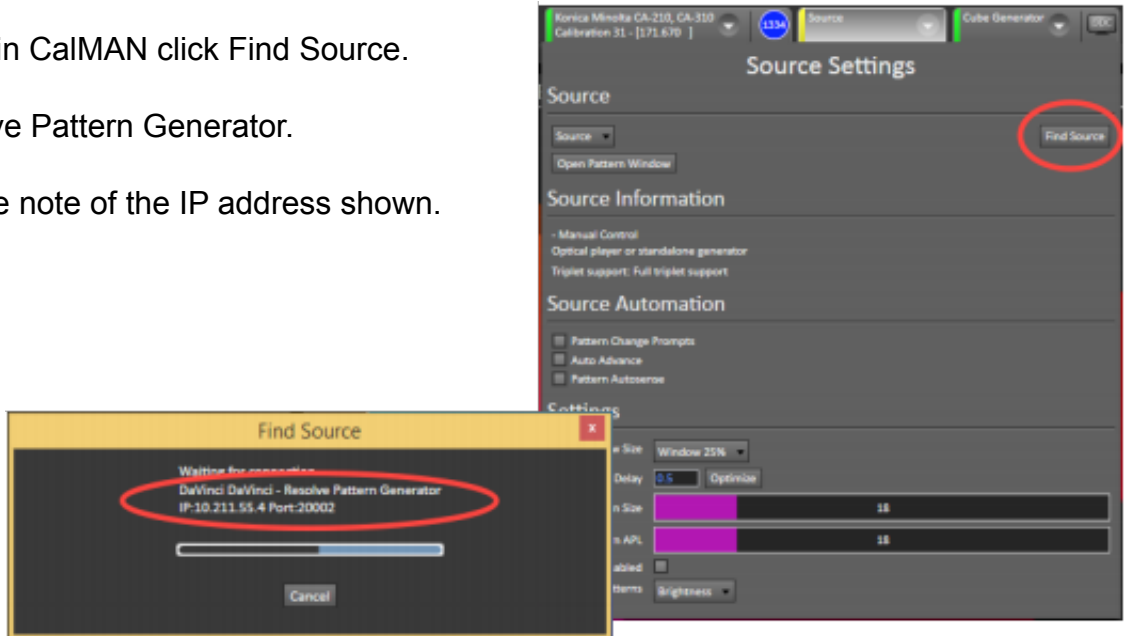 in CalMAN click Find Source.
ve Pattern Generator.
e note of the IP address shown.
Konica Minolta CA-210, CA-310
Calibration 31 - [171.670 ]
1334
Source
Cube Generator
DDC
Source Settings
Source
Source
Find Source
Open Pattern Window
Source Information
- Manual Control
Optical player or standalone generator
Triplet support: Full triplet support
Source Automation
Pattern Change Prompts
Auto Advance
Pattern Autosense
Settings
e Size Window 25%
Delay 0.5 Optimize
n Size 18
n APL 18
abled
tterns Brightness
Find Source
x
Waiting for connection
DaVinci DaVinci - Resolve Pattern Generator
IP:10.211.55.4 Port:20002
Cancel